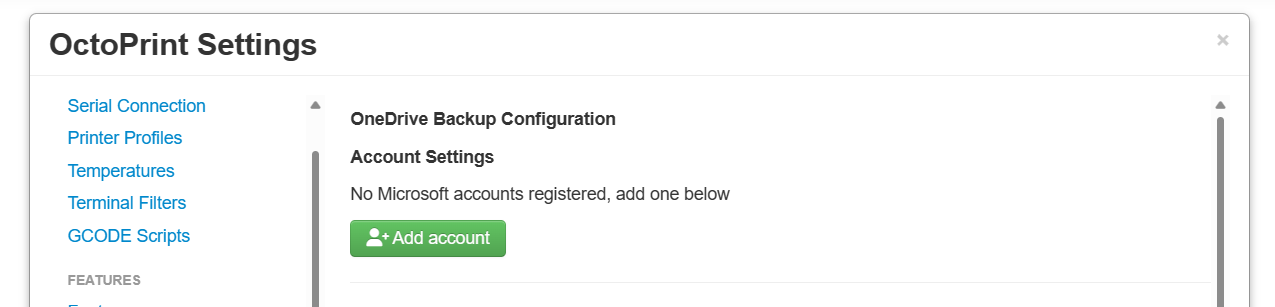 OctoPrint Settings
×
Serial Connection
Printer Profiles
Temperatures
Terminal Filters
GCODE Scripts
FEATURES
OneDrive Backup Configuration
Account Settings
No Microsoft accounts registered, add one below
Add account